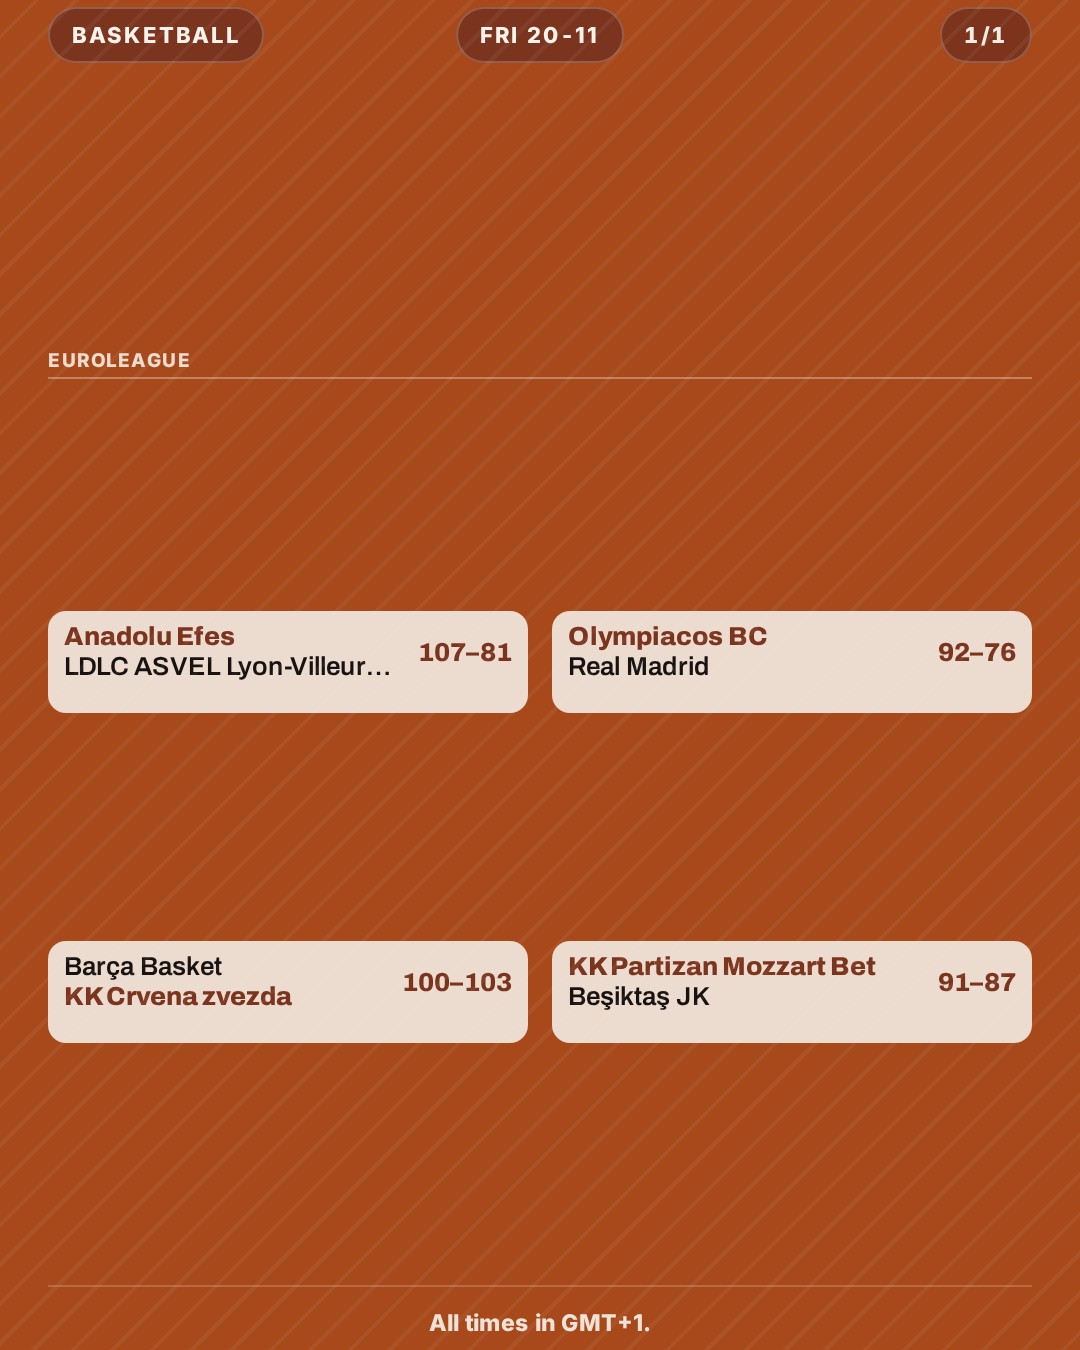 BASKETBALL
FRI 20-11
1/1
EUROLEAGUE
Anadolu Efes
LDLC ASVEL Lyon-Villeur...
107–81
Olympiacos BC
Real Madrid
92–76
Barça Basket
KK Crvena zvezda
100–103
KK Partizan Mozzart Bet
Beşiktaş JK
91–87
All times in GMT+1.